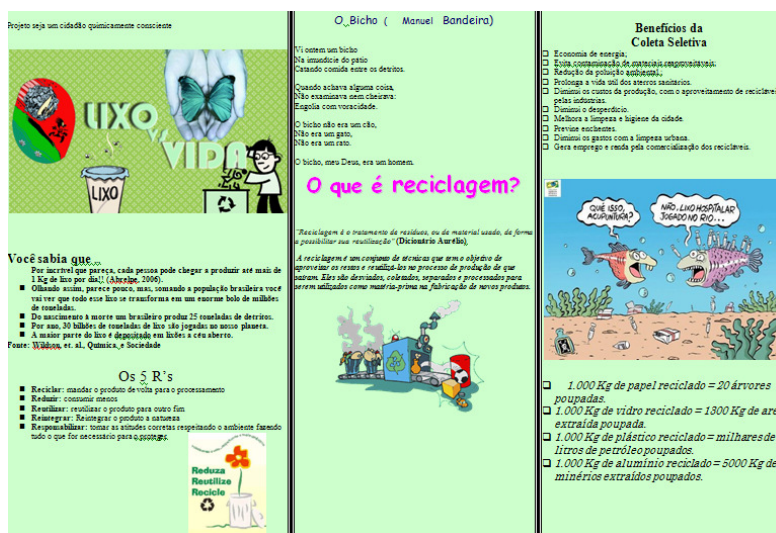 Projeto seja um cidadão quimicamente consciente
LIXO
Vs
VIDA
LIXO
Você sabia que
Por incrível que pareça, cada pessoa pode chegar a produzir até mais de
1 Kg de lixo por dia!! (Abrelpe, 2006).
Olhando assim, parece pouco, mas, somando a população brasileira você
vai ver que todo esse lixo se transforma em um enorme bolo de milhões
de toneladas.
Do nascimento à morte um brasileiro produz 25 toneladas de detritos.
Por ano, 30 bilhões de toneladas de lixo são jogadas no nosso planeta.
A maior parte do lixo é depositado em lixões a céu aberto.
Fonte: Wildson, et. al., Química, e Sociedade
Os 5 R's
Reciclar: mandar o produto de volta para o processamento
Reduzir: consumir menos
Reutilizar: reutilizar o produto para outro fim
Reintegrar: Reintegrar o produto a natureza
Responsabilizar: tomar as atitudes corretas respeitando o ambiente fazendo
tudo o que for necessário para o
Reduza
Reutilize
Recicle
O Bicho ( Manuel Bandeira)
Vi ontem um bicho
Na imundície do pátio
Catando comida entre os detritos.
Quando achava alguma coisa,
Não examinava nem cheirava:
Engolia com voracidade.
O bicho não era um cão,
Não era um gato,
Não era um rato.
O bicho, meu Deus, era um homem.
O que é reciclagem?
"Reciclagem é o tratamento de resíduos, ou de material usado, de forma
a possibilitar sua reutilização" (Dicionário Aurélio).
A reciclagem é um conjunto de técnicas que tem o objetivo de
aproveitar os restos e reutilizá-los no processo de produção de que
saíram. Eles são desviados, coletados, separados e processados para
serem utilizados como matéria-prima na fabricação de novos produtos.
Benefícios da
Coleta Seletiva
Economia de energia;
Evita contaminação de materiais reaproveitáveis;
Redução da poluição ambiental.;
Prolonga a vida útil dos aterros sanitários.
Diminui os custos da produção, com o aproveitamento de recicláve
pelas indústrias.
Diminui o desperdício.
Melhora a limpeza e higiene da cidade.
Previne enchentes.
Diminui os gastos com a limpeza urbana.
Gera emprego e renda pela comercialização dos recicláveis.
QUE ISSO,
ACUPUNTURA?
NÃO, LIXO HOSPITALAR
JOGADO NO RIO...
1.000 Kg de papel reciclado = 20 árvores
poupadas.
1.000 Kg de vidro reciclado = 1300 Kg de are
extraída poupada.
1.000 Kg de plástico reciclado = milhares de
litros de petróleo poupados.
1.000 Kg de alumínio reciclado = 5000 Kg de
minérios extraídos poupados.